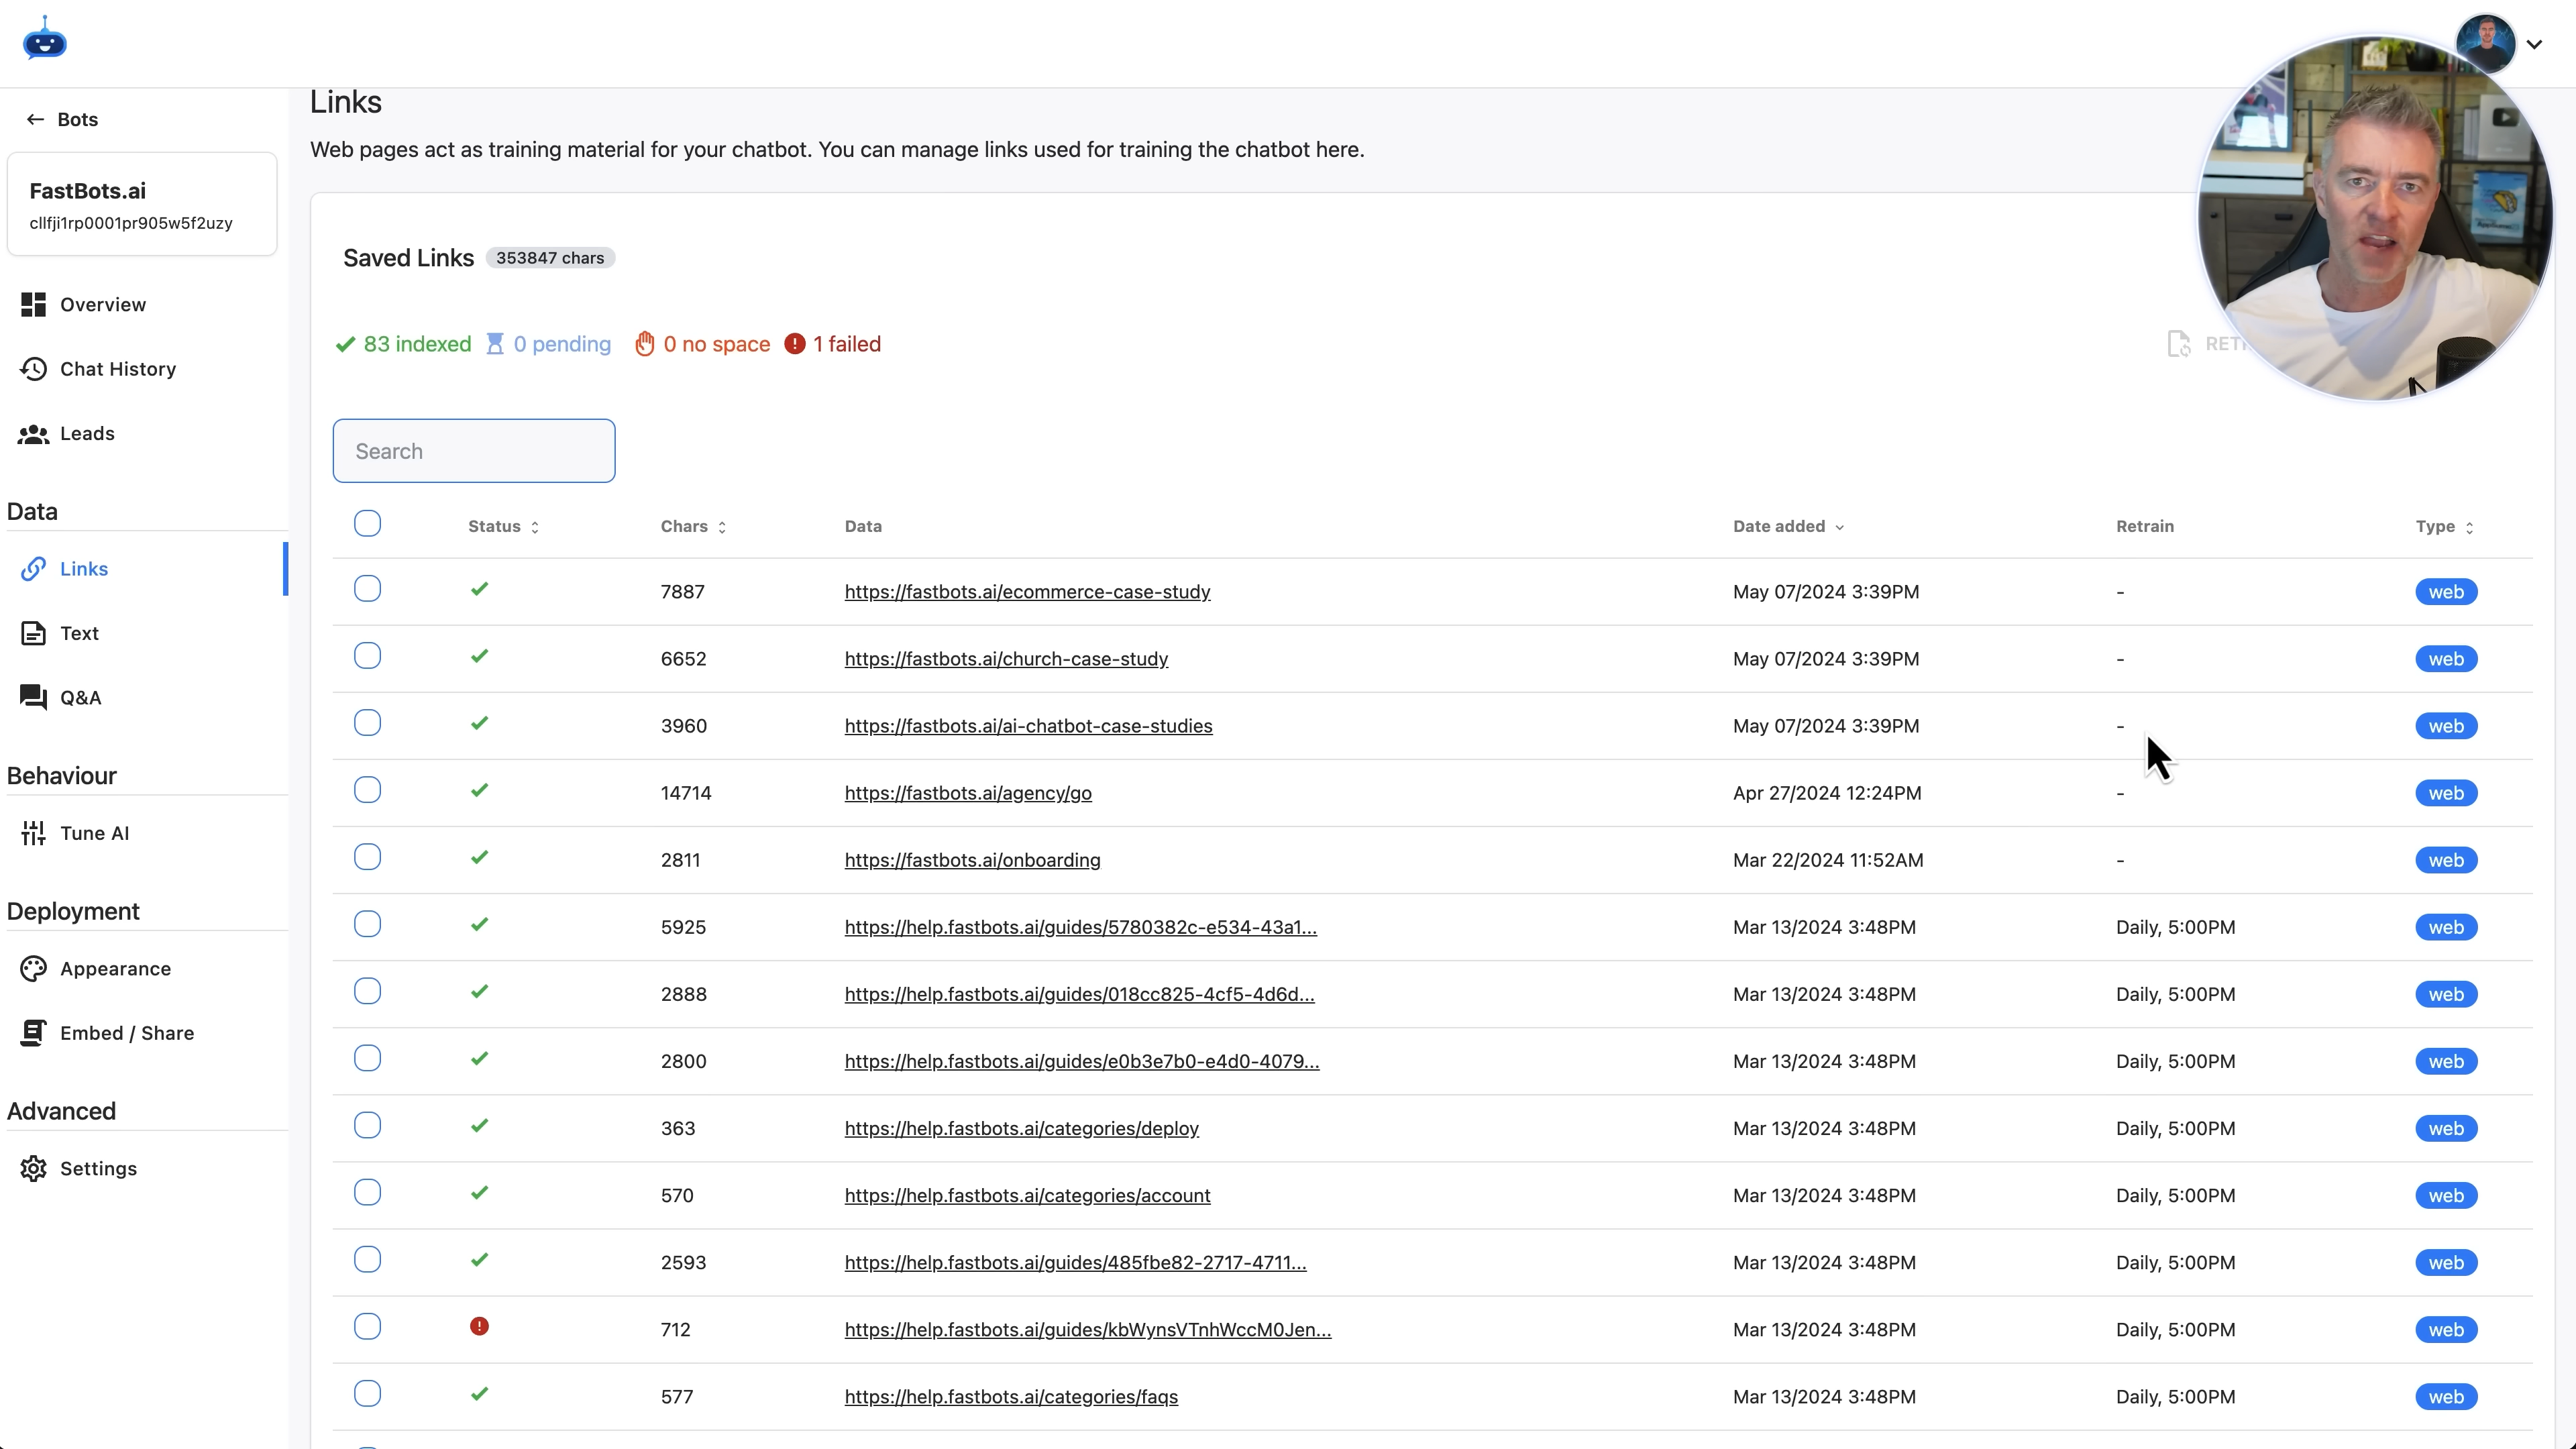 Bots
FastBots.ai
cllfji1rp0001pr905w5f2uzy
Overview
Chat History
Leads
Data
Links
Text
Q&A
Behaviour
Tune AI
Deployment
Appearance
Embed / Share
Advanced
Settings
Links
Web pages act as training material for your chatbot. You can manage links used for training the chatbot here.
Saved Links 353847 chars
83 indexed 0 pending 0 no space 1 failed
Search
Status Chars Data Date added Retrain Type
7887 https://fastbots.ai/ecommerce-case-study May 07/2024 3:39PM - web
6652 https://fastbots.ai/church-case-study May 07/2024 3:39PM - web
3960 https://fastbots.ai/ai-chatbot-case-studies May 07/2024 3:39PM - web
14714 https://fastbots.ai/agency/go Apr 27/2024 12:24PM - web
2811 https://fastbots.ai/onboarding Mar 22/2024 11:52AM - web
5925 https://help.fastbots.ai/guides/5780382c-e534-43a1... Mar 13/2024 3:48PM Daily, 5:00PM web
2888 https://help.fastbots.ai/guides/018cc825-4cf5-4d6d... Mar 13/2024 3:48PM Daily, 5:00PM web
2800 https://help.fastbots.ai/guides/e0b3e7b0-e4d0-4079... Mar 13/2024 3:48PM Daily, 5:00PM web
363 https://help.fastbots.ai/categories/deploy Mar 13/2024 3:48PM Daily, 5:00PM web
570 https://help.fastbots.ai/categories/account Mar 13/2024 3:48PM Daily, 5:00PM web
2593 https://help.fastbots.ai/guides/485fbe82-2717-4711... Mar 13/2024 3:48PM Daily, 5:00PM web
712 https://help.fastbots.ai/guides/kbWynsVTnhWccM0Jen... Mar 13/2024 3:48PM Daily, 5:00PM web
577 https://help.fastbots.ai/categories/faqs Mar 13/2024 3:48PM Daily, 5:00PM web